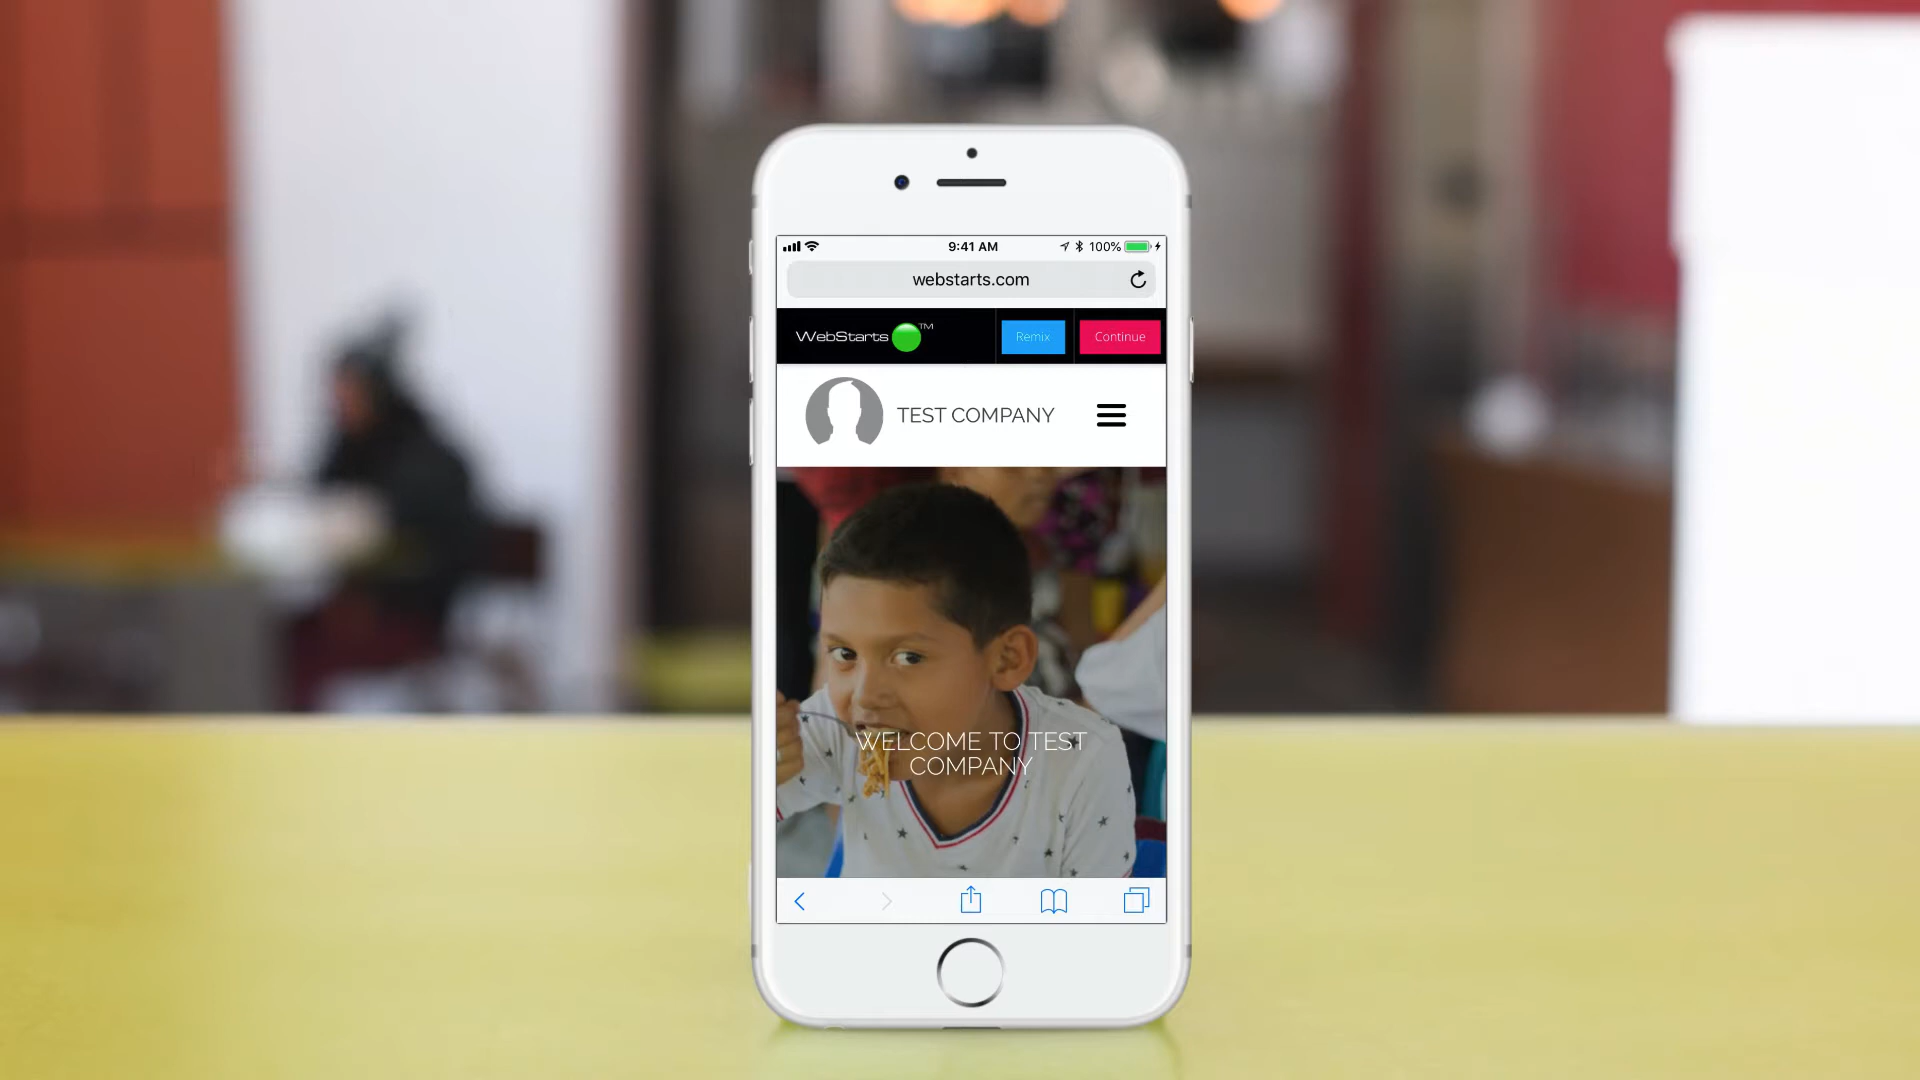 9:41 AM 100%
webstarts.com
WebStarts TM Remix Continue
TEST COMPANY
WELCOME TO TEST
COMPANY